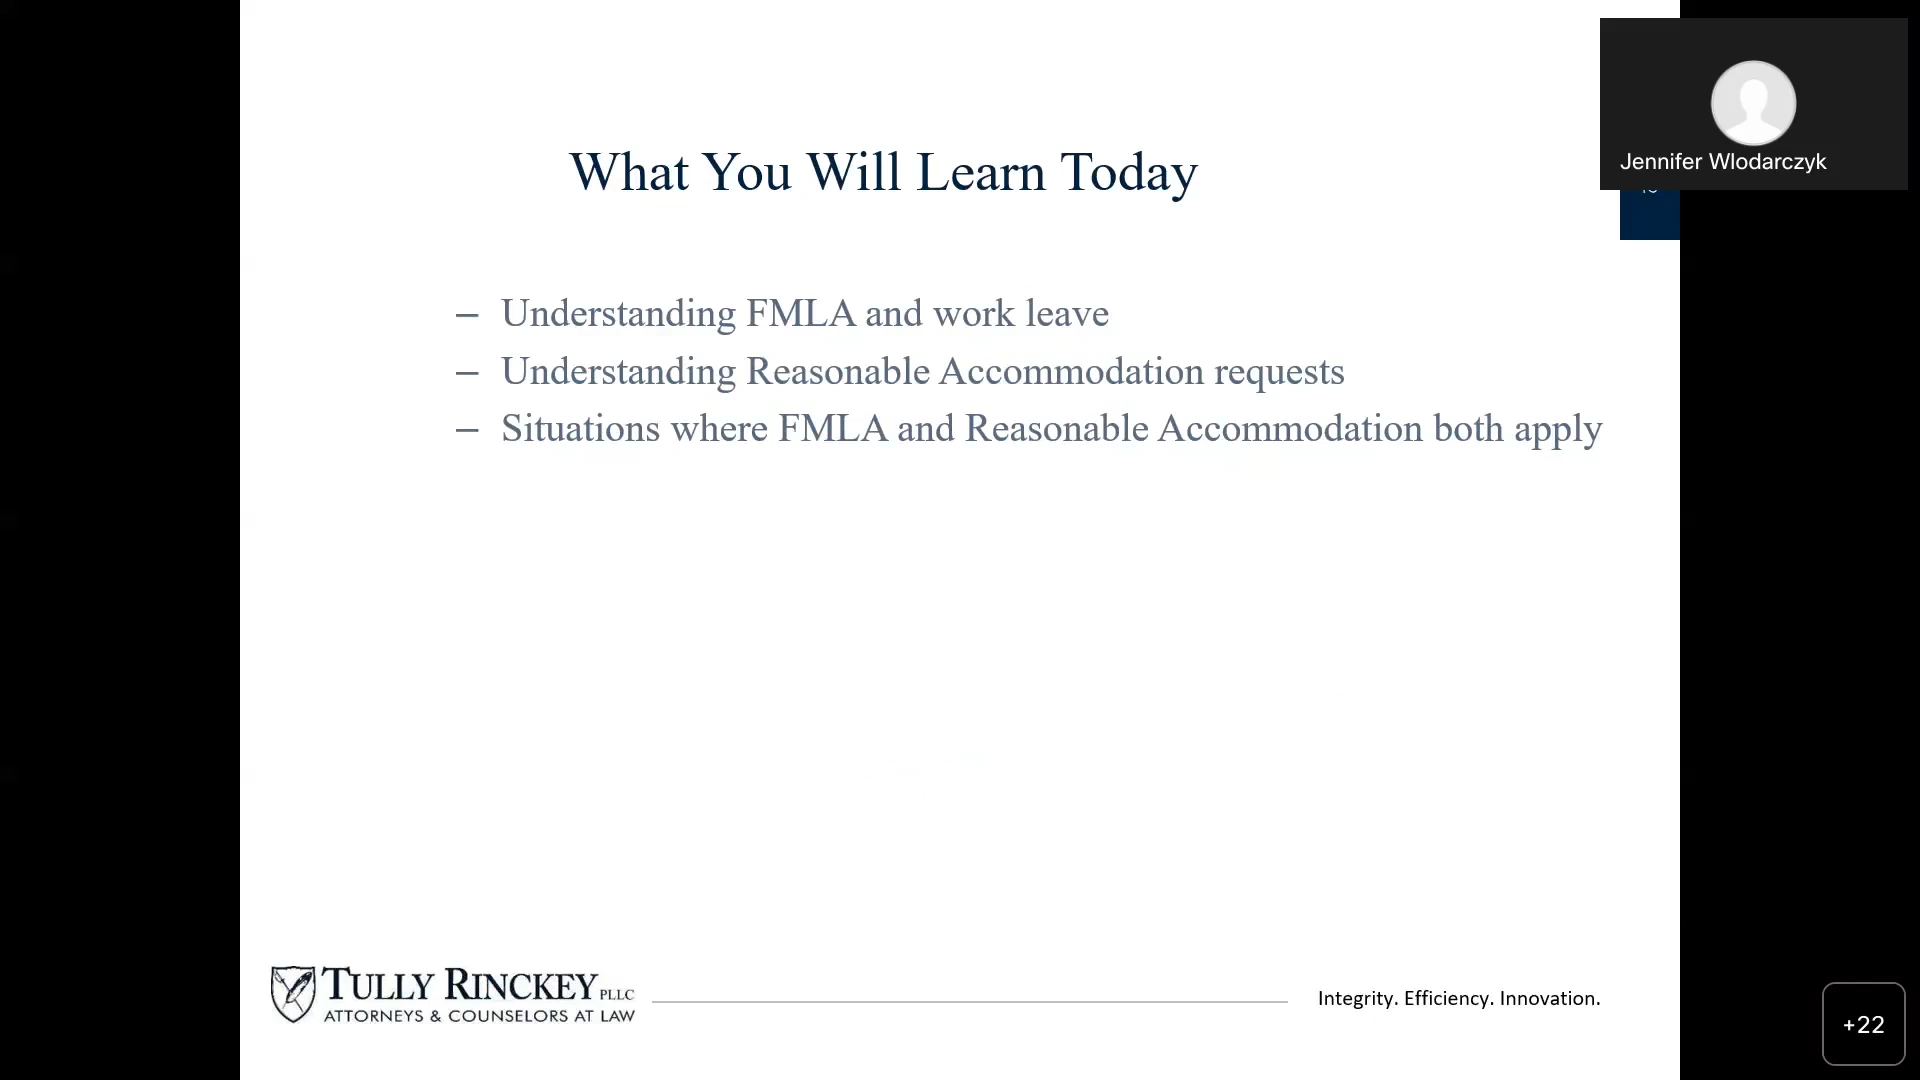 What You Will Learn Today
Jennifer Wlodarczyk
– Understanding FMLA and work leave
– Understanding Reasonable Accommodation requests
– Situations where FMLA and Reasonable Accommodation both apply
TULLY RINCKEY PLLC
ATTORNEYS & COUNSELORS AT LAW
Integrity. Efficiency. Innovation.
+22